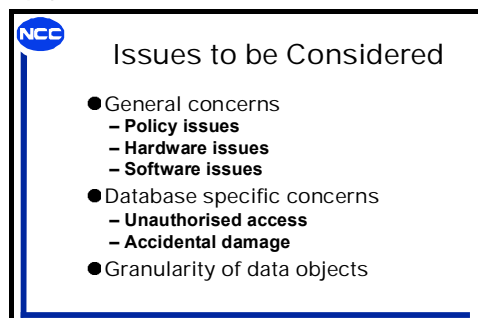 NCC
Issues to be Considered
● General concerns
– Policy issues
– Hardware issues
– Software issues
● Database specific concerns
– Unauthorised access
– Accidental damage
● Granularity of data objects